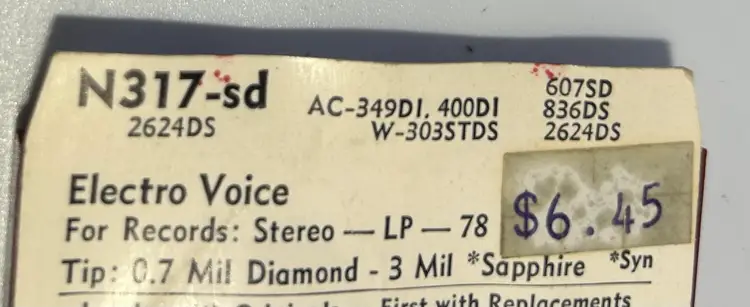 N317-sd
2624DS
AC-349DI, 400DI
W-303STDS
607SD
836DS
2624DS
Electro Voice
For Records: Stereo — LP — 78
$6.45
Tip: 0.7 Mil Diamond - 3 Mil *Sapphire *Syn
First with Replacements